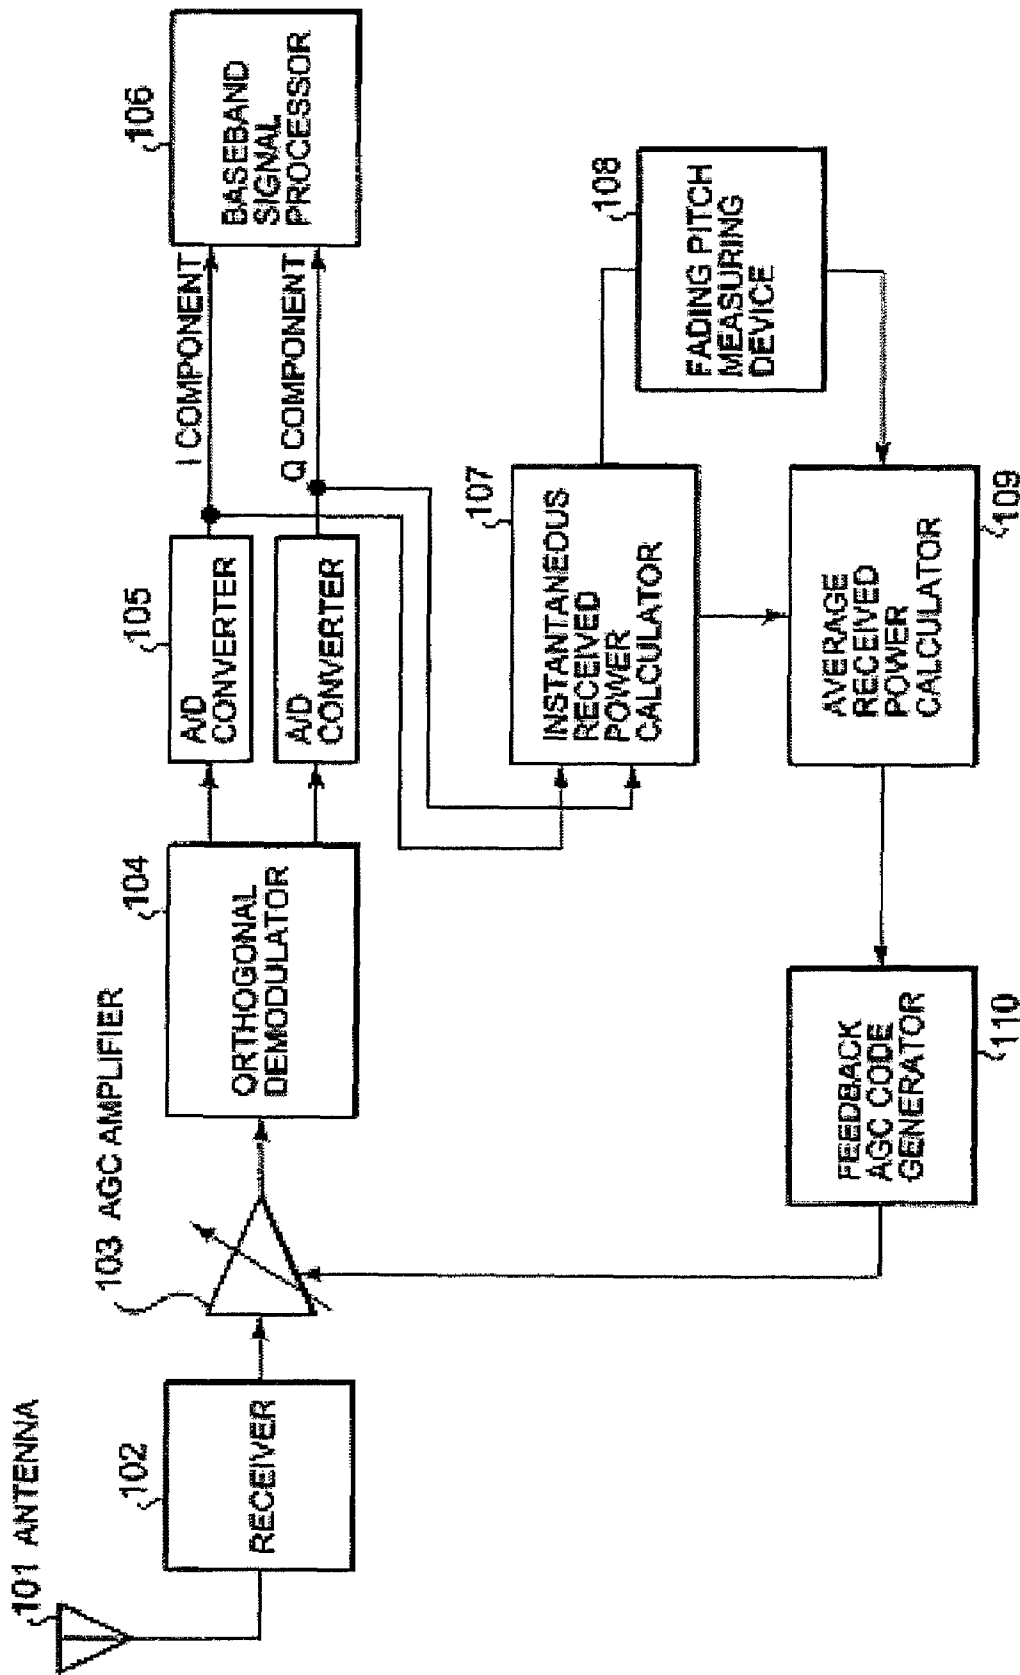 101 ANTENNA
102
RECEIVER
103 AGC AMPLIFIER
104
ORTHOGONAL
DEMODULATOR
105
A/D
CONVERTER
A/D
CONVERTER
I COMPONENT
Q COMPONENT
106
BASEBAND
SIGNAL
PROCESSOR
107
INSTANTANEOUS
RECEIVED
POWER
CALCULATOR
108
FADING PITCH
MEASURING
DEVICE
AVERAGE
RECEIVED
POWER
CALCULATOR
109
FEEDBACK
AGC CODE
GENERATOR
110